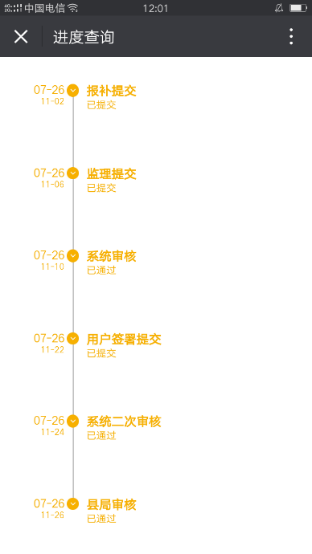 中国电信
12:01
进度查询
07-26
11-02
报补提交
已提交
07-26
11-06
监理提交
已提交
07-26
11-10
系统审核
已通过
07-26
11-22
用户签署提交
已提交
07-26
11-24
系统二次审核
已通过
07-26
11-26
县局审核
已通过